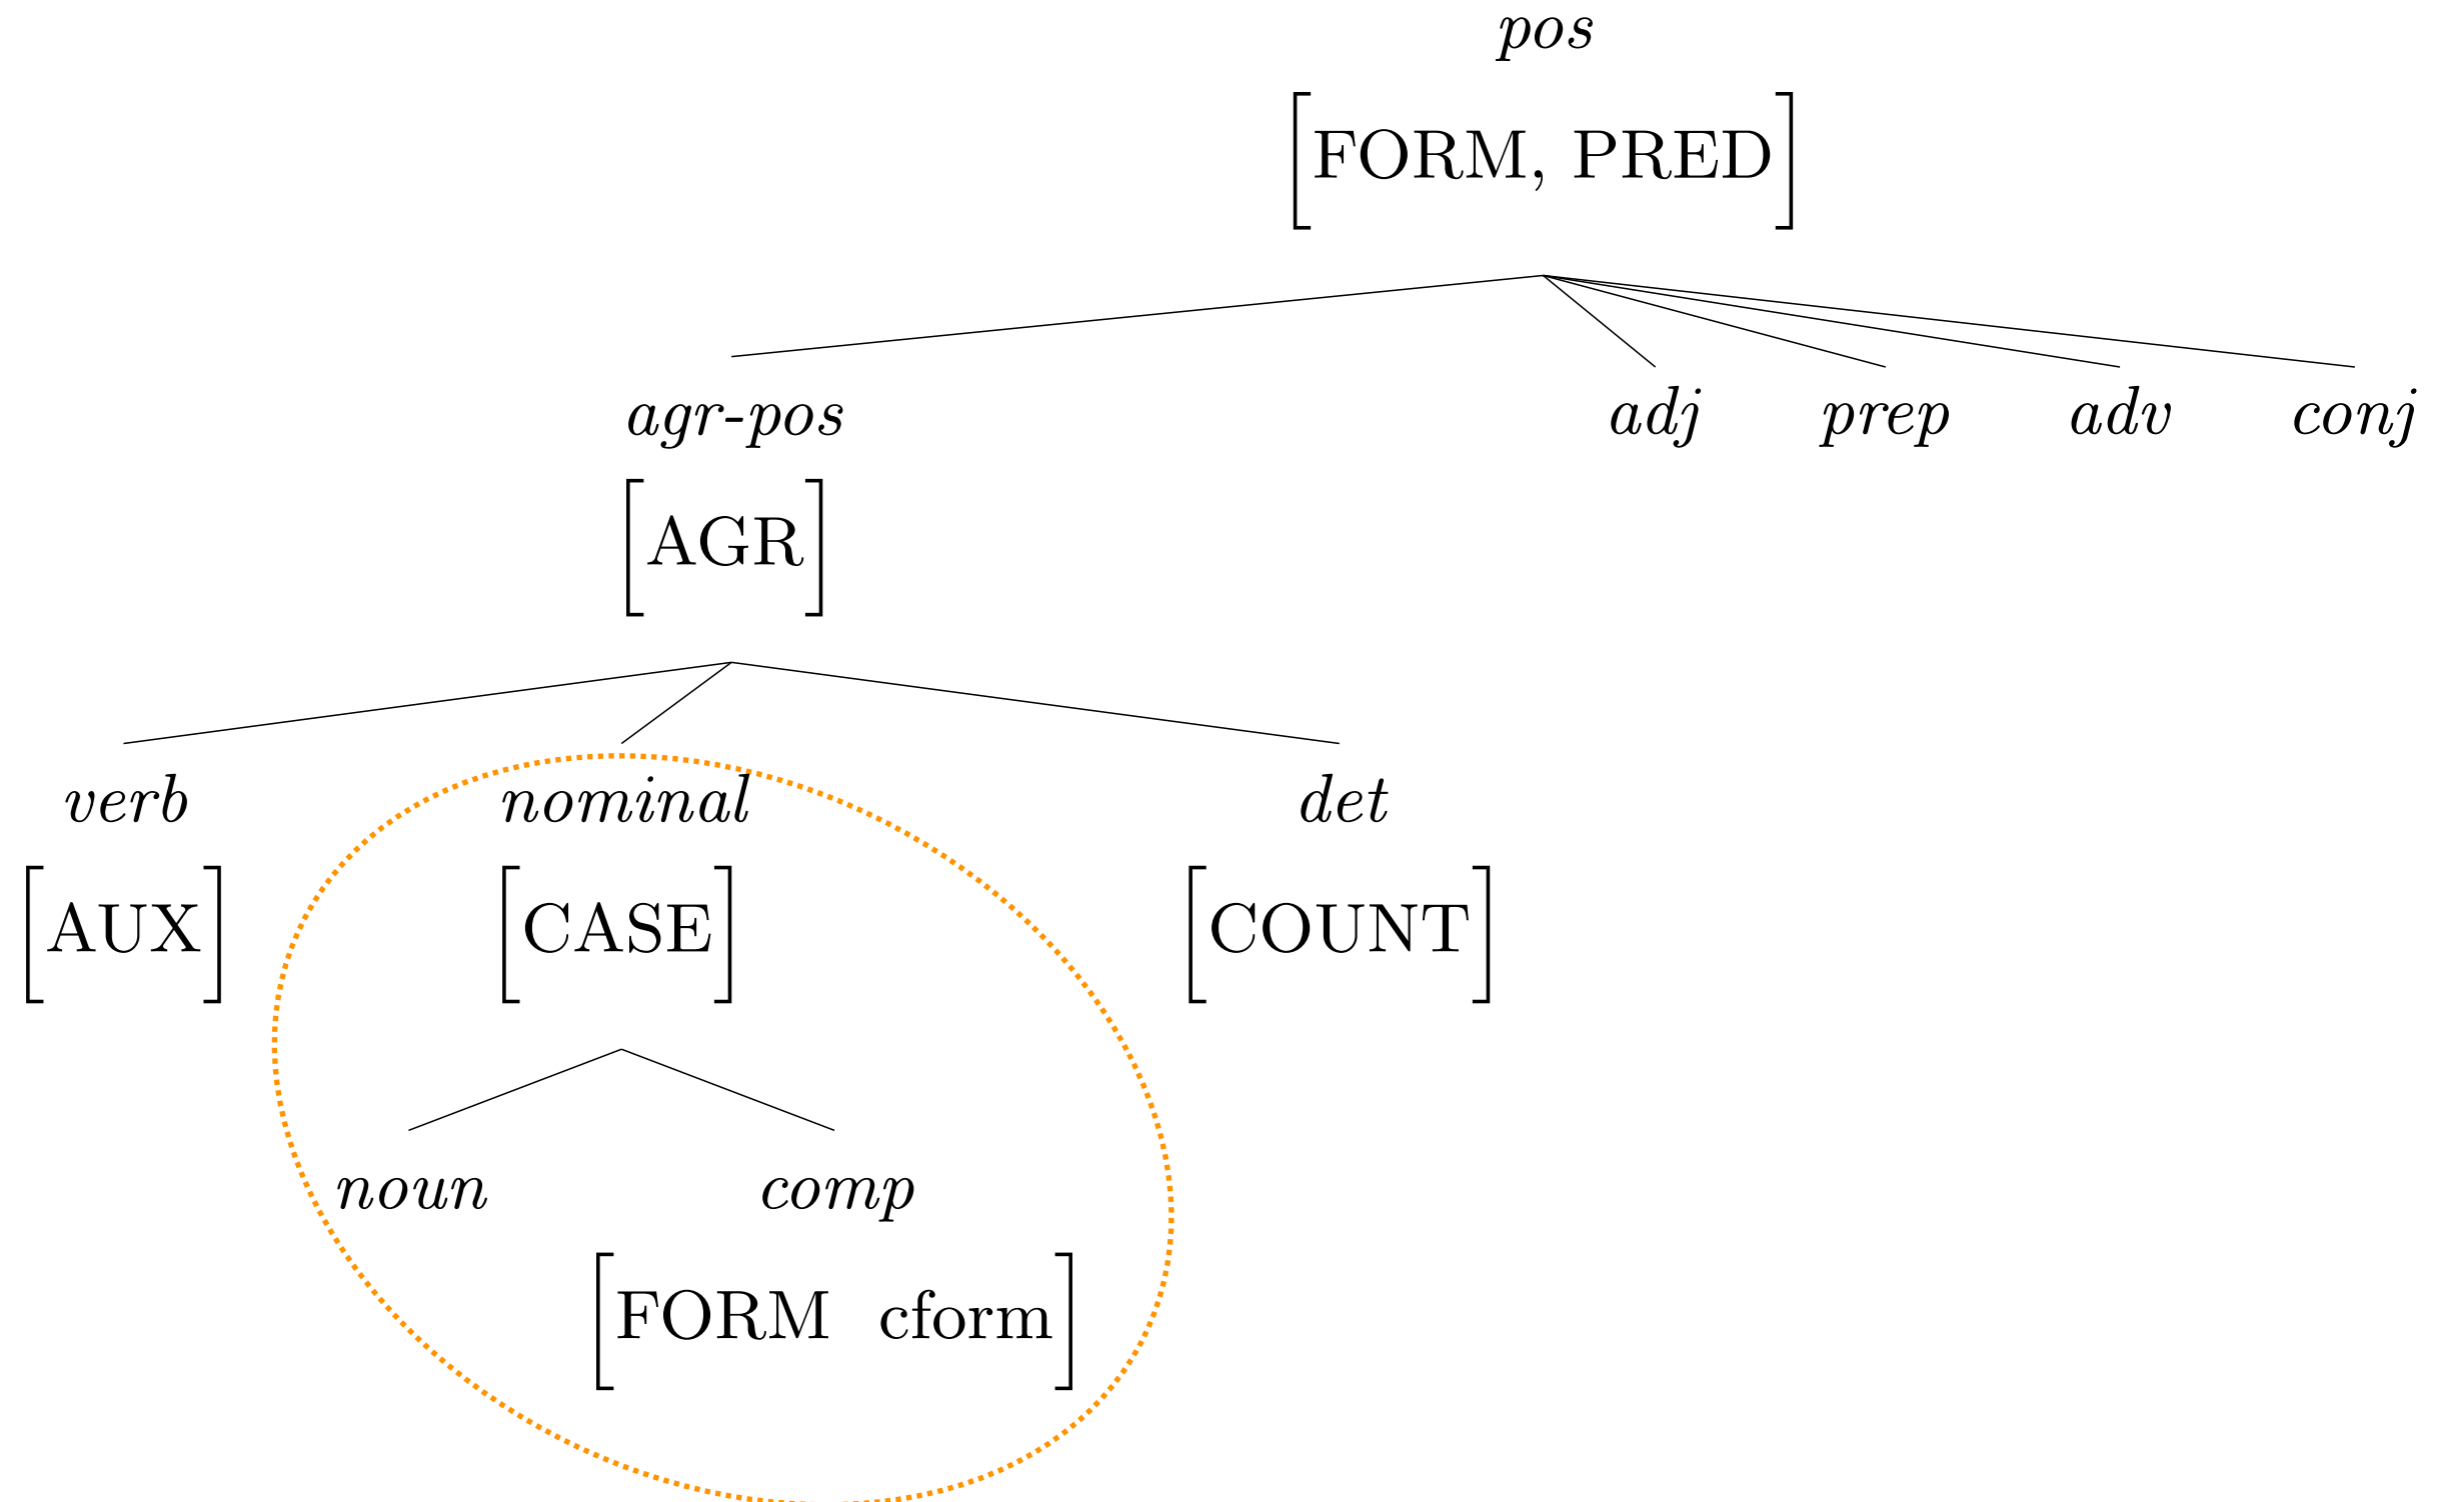 pos
[FORM, PRED]
agr-pos adj prep adv conj
[AGR]
verb nominal det
[AUX] [CASE] [COUNT]
noun comp
[FORM cform]